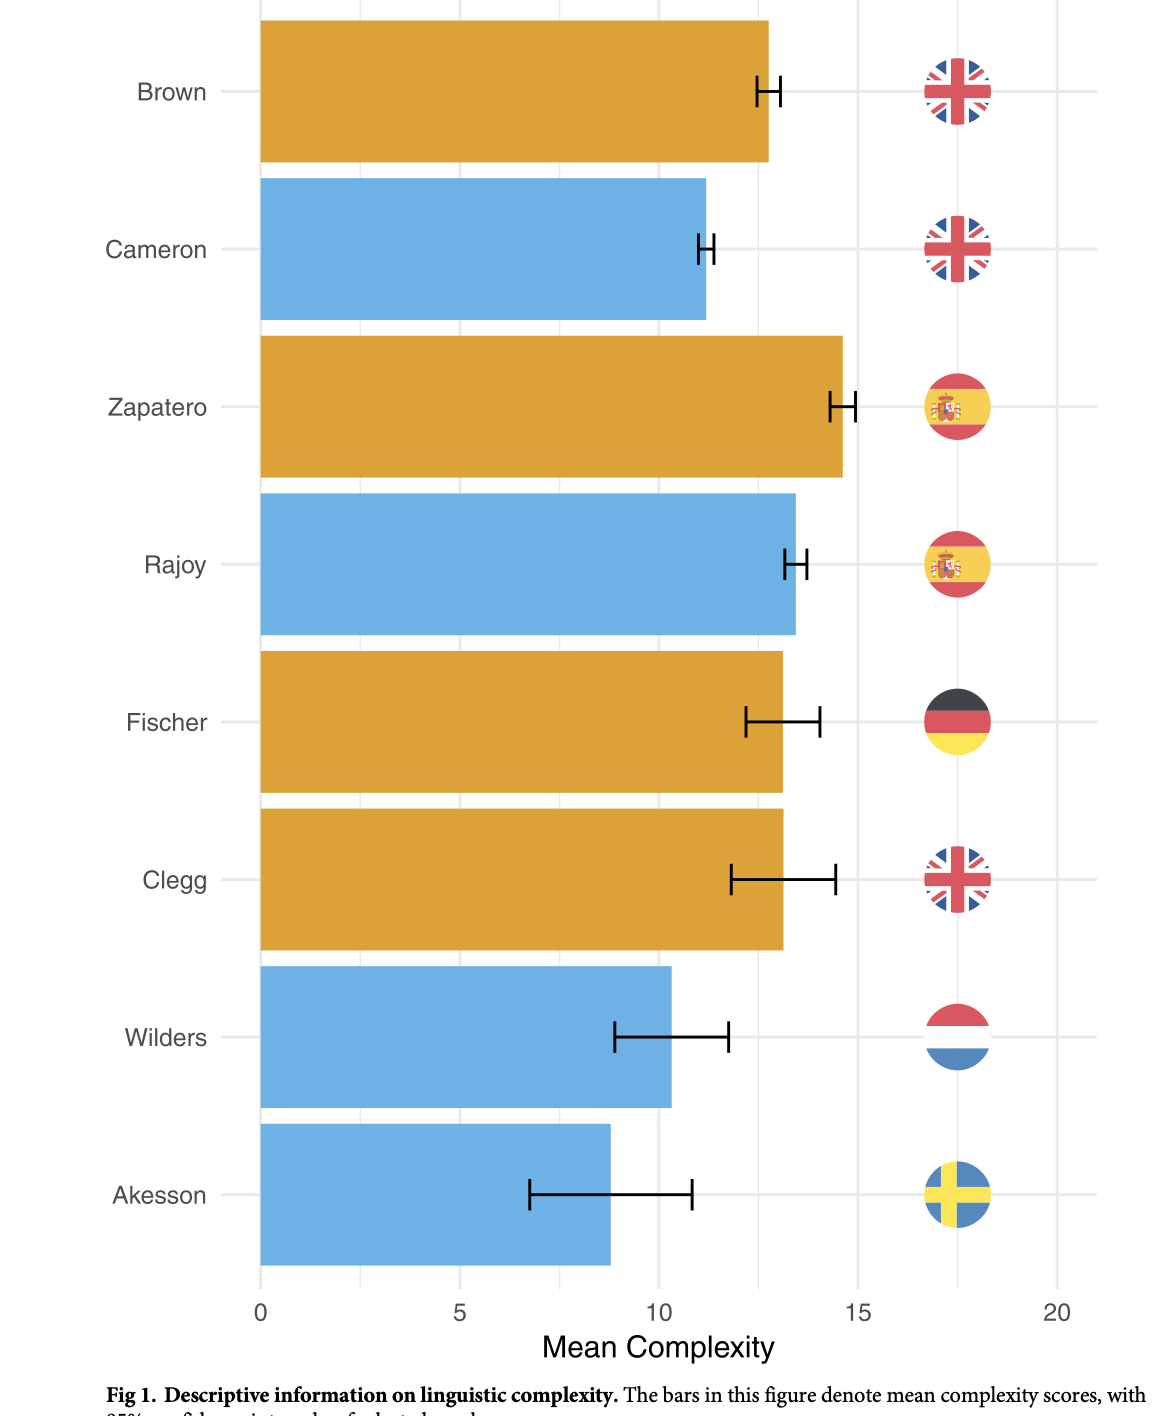 Brown
Cameron
Zapatero
Rajoy
Fischer
Clegg
Wilders
Akesson
0 5 10 15 20
Mean Complexity
Fig 1. Descriptive information on linguistic complexity. The bars in this figure denote mean complexity scores, with